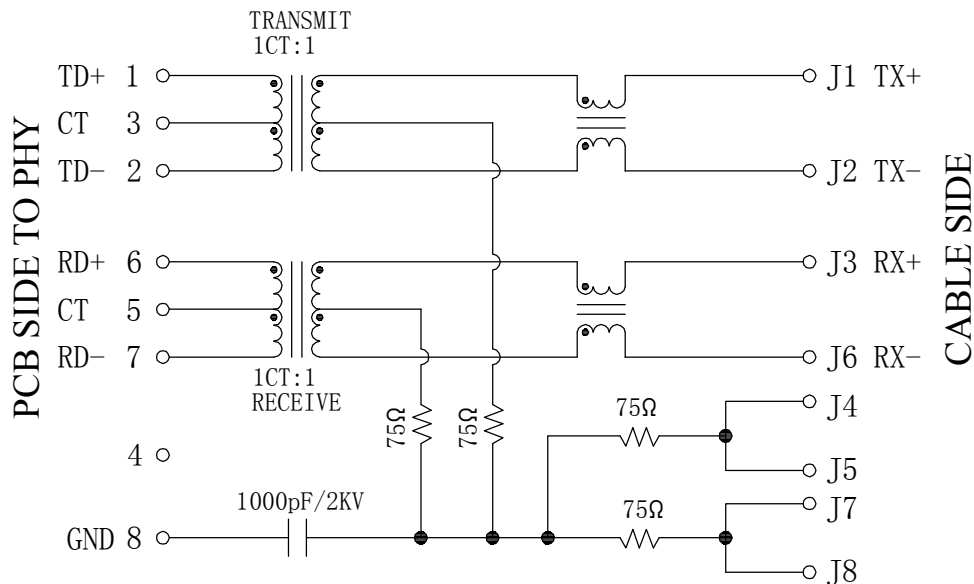 TRANSMIT
1CT:1
TD+ 1
CT 3
TD- 2
J1 TX+
J2 TX-
PCB SIDE TO PHY
CABLE SIDE
RD+ 6
CT 5
RD- 7
J3 RX+
J6 RX-
1CT:1
RECEIVE
75Ω
75Ω
75Ω
J4
J5
4
1000pF/2KV
75Ω
J7
GND 8
J8